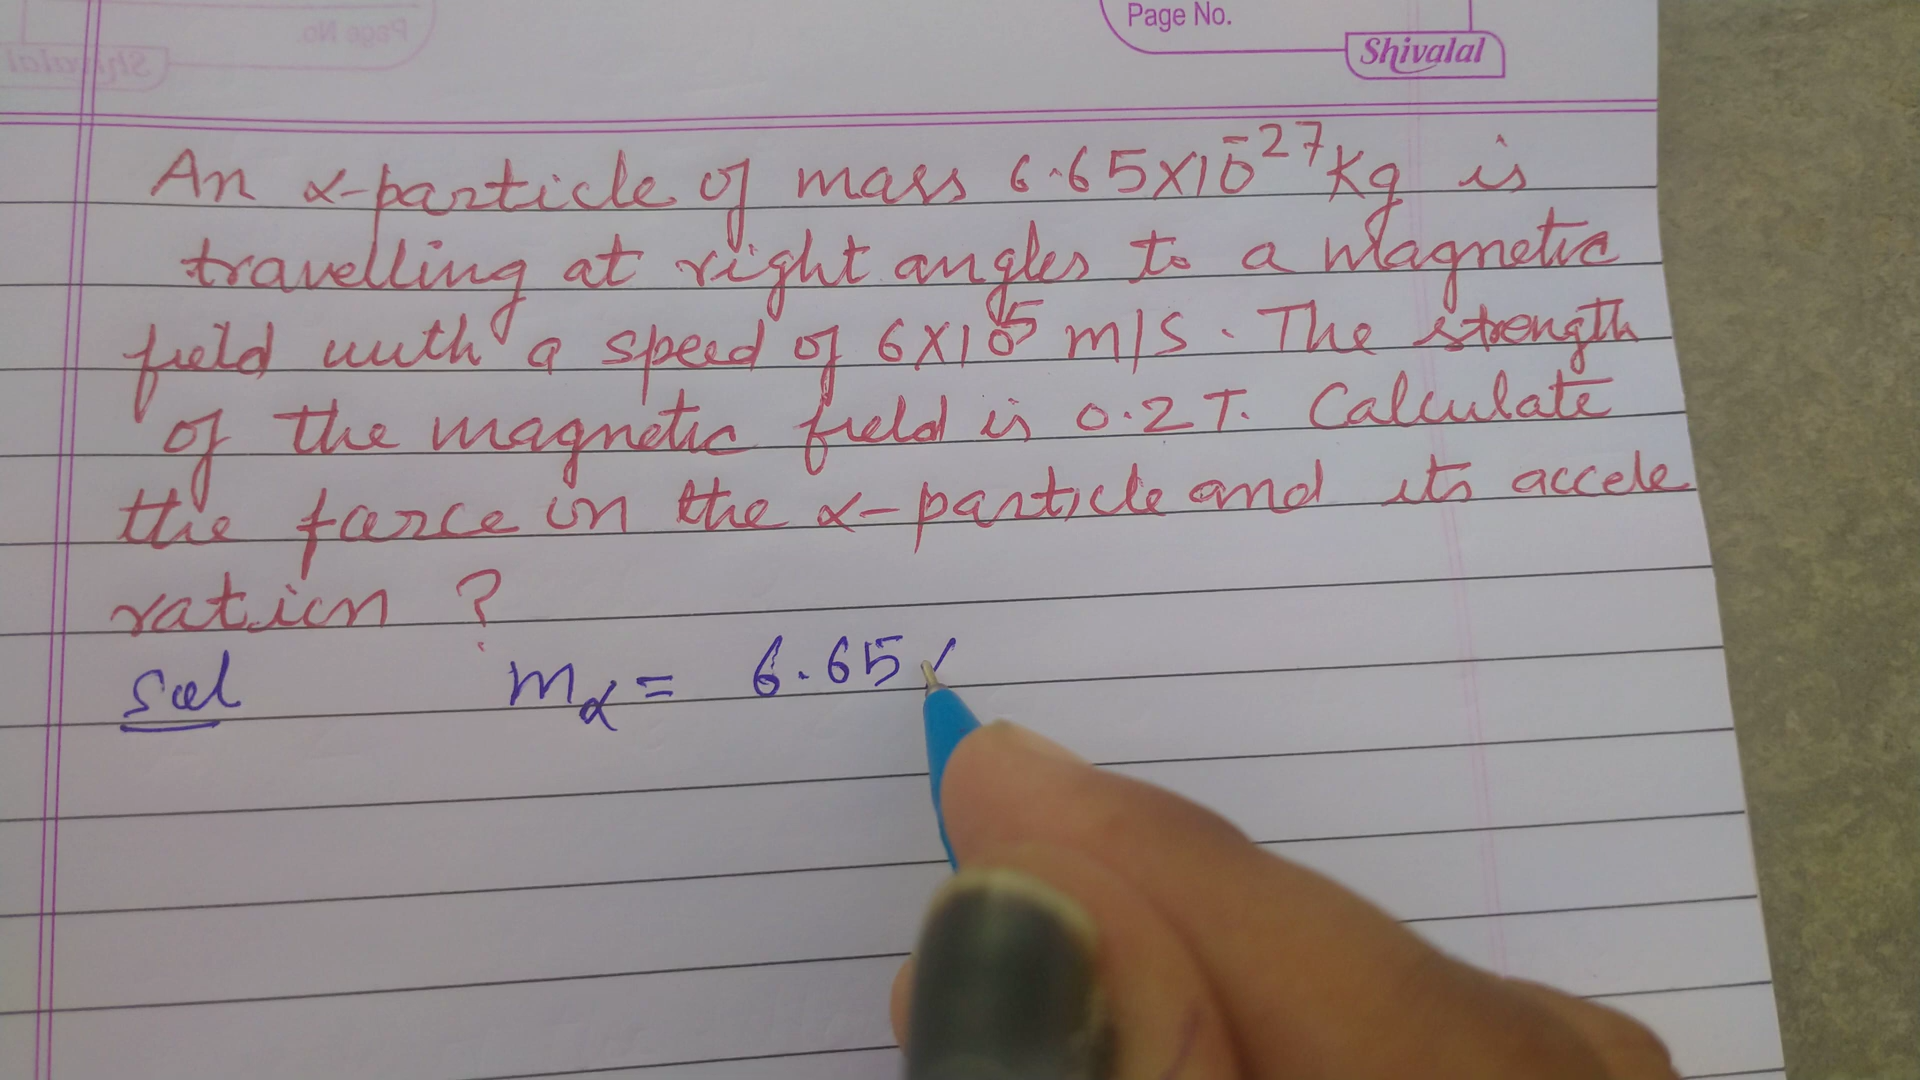 Page No.
Shivalal
An α-particle of mass 6.65×10⁻²⁷ Kg is
travelling at right angles to a magnetic
field with a speed of 6×10⁵ m/s. The strength
of the magnetic field is 0.2 T. Calculate
the force on the α-particle and its accele
ration ?
Sol mα = 6.65×